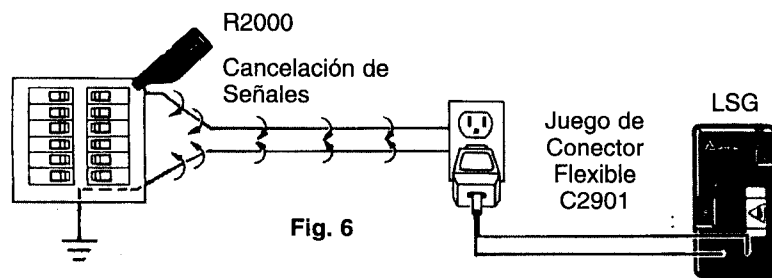 R2000
Cancelación de
Señales
LSG
Juego de
Conector
Flexible
C2901
Fig. 6